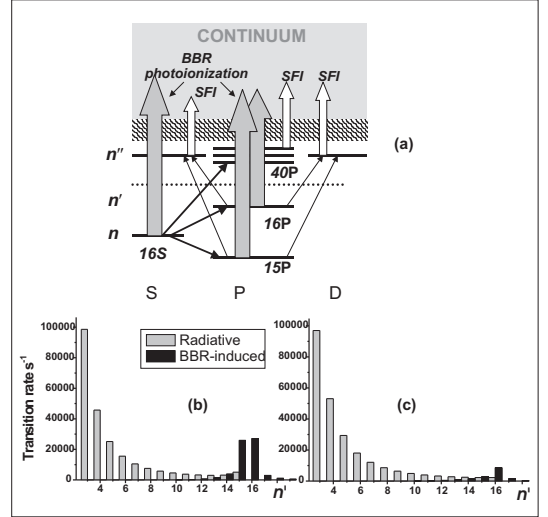 CONTINUUM
BBR
photoionization
SFI
SFI
SFI
(a)
n"
40P
n'
16P
n
16S
15P
S P D
Transition rate s-1
100000
80000
60000
40000
20000
0
4 6 8 10 12 14 16
n'
(b)
Radiative
BBR-induced
100000
80000
60000
40000
20000
0
4 6 8 10 12 14 16
n'
(c)